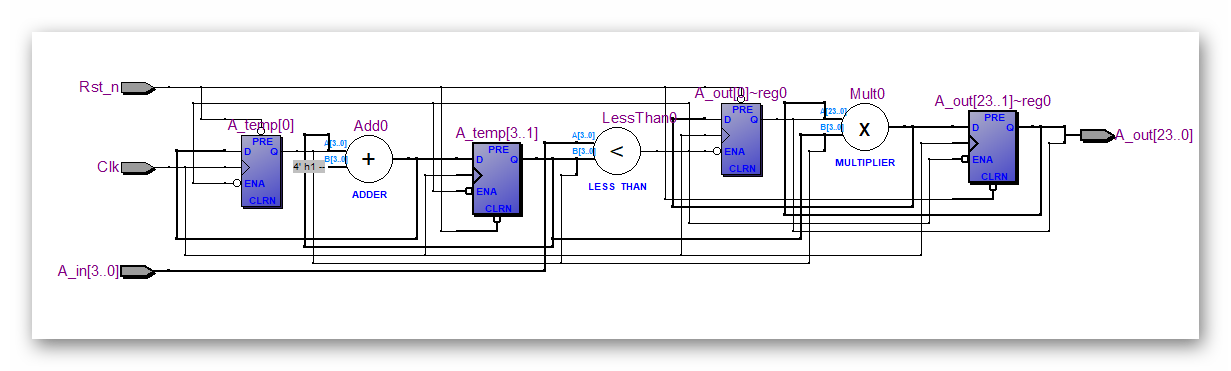 Rst_n
Clk
A_in[3..0]
A_temp[0]
PRE
D Q
ENA
CLRN
4' h1
Add0
A[3..0]
B[3..0]
+
ADDER
A_temp[3..1]
PRE
D Q
ENA
CLRN
LessThan0
A[3..0]
B[3..0]
<
LESS THAN
A_out[0]~reg0
PRE
D Q
ENA
CLRN
Mult0
A[23..0]
B[3..0]
X
MULTIPLIER
A_out[23..1]~reg0
PRE
D Q
ENA
CLRN
A_out[23..0]